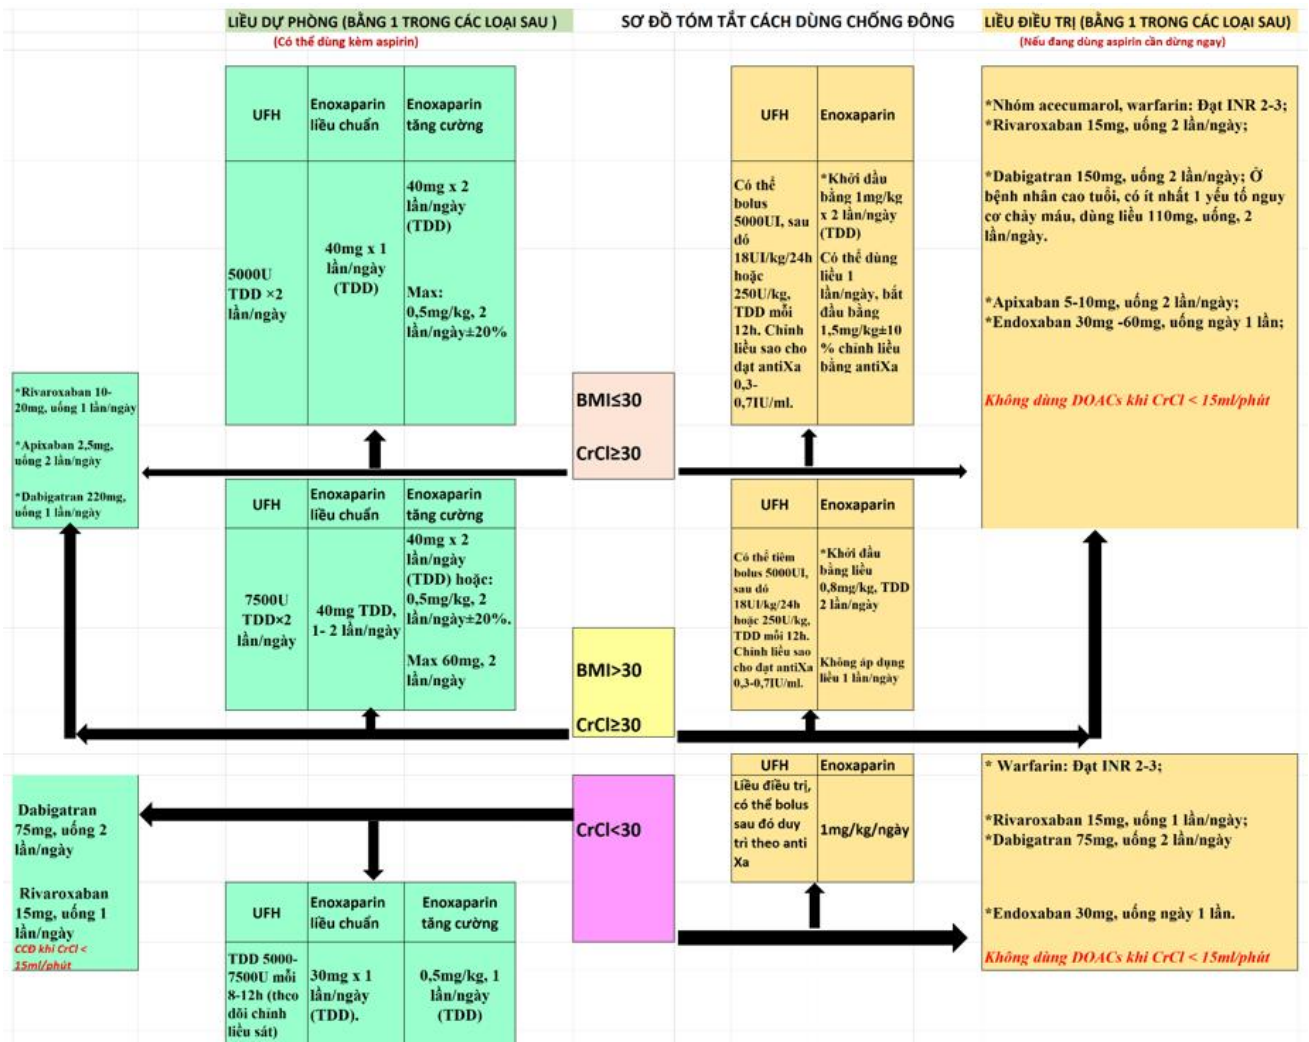 LIỀU DỰ PHÒNG (BẰNG 1 TRONG CÁC LOẠI SAU )
(Có thể dùng kèm aspirin)
SƠ ĐỒ TÓM TẮT CÁCH DÙNG CHỐNG ĐÔNG
LIỀU ĐIỀU TRỊ (BẰNG 1 TRONG CÁC LOẠI SAU)
(Nếu đang dùng aspirin cần dừng ngay)
UFH
Enoxaparin
liều chuẩn
Enoxaparin
tăng cường
5000U
TDD ×2
lần/ngày
40mg x 1
lần/ngày
(TDD)
40mg x 2
lần/ngày
(TDD)
Max:
0,5mg/kg, 2
lần/ngày±20%
UFH
Enoxaparin
Có thể
bolus
5000UI, sau
đó
18UI/kg/24h
hoặc
250U/kg,
TDD mỗi
12h. Chỉnh
liều sao cho
đạt antiXa
0,3-
0,7IU/ml.
*Khởi đầu
bằng 1mg/kg
x 2 lần/ngày
(TDD)
Có thể dùng
liều 1
lần/ngày, bắt
đầu bằng
1,5mg/kg±10
% chỉnh liều
bằng antiXa
*Nhóm acecumarol, warfarin: Đạt INR 2-3;
*Rivaroxaban 15mg, uống 2 lần/ngày;
*Dabigatran 150mg, uống 2 lần/ngày; Ở
bệnh nhân cao tuổi, có ít nhất 1 yếu tố nguy
cơ chảy máu, dùng liều 110mg, uống, 2
lần/ngày.
*Apixaban 5-10mg, uống 2 lần/ngày;
*Endoxaban 30mg -60mg, uống ngày 1 lần;
Không dùng DOACs khi CrCl < 15ml/phút
*Rivaroxaban 10-
20mg, uống 1 lần/ngày
*Apixaban 2,5mg,
uống 2 lần/ngày
*Dabigatran 220mg,
uống 1 lần/ngày
BMI≤30
CrCl≥30
UFH
Enoxaparin
liều chuẩn
Enoxaparin
tăng cường
7500U
TDD×2
lần/ngày
40mg TDD,
1- 2 lần/ngày
40mg x 2
lần/ngày
(TDD) hoặc:
0,5mg/kg, 2
lần/ngày±20%.
Max 60mg, 2
lần/ngày
BMI>30
CrCl≥30
UFH
Enoxaparin
Có thể tiêm
bolus 5000UI,
sau đó
18UI/kg/24h
hoặc 250U/kg,
TDD mỗi 12h.
Chỉnh liều sao
cho đạt antiXa
0,3-0,7IU/ml.
*Khởi đầu
bằng liều
0,8mg/kg, TDD
2 lần/ngày
Không áp dụng
liều 1 lần/ngày
Dabigatran
75mg, uống 2
lần/ngày
Rivaroxaban
15mg, uống 1
lần/ngày
CCĐ khi CrCl <
15ml/phút
CrCl<30
UFH
Enoxaparin
Liều điều trị,
có thể bolus
sau đó duy
trì theo anti
Xa
1mg/kg/ngày
* Warfarin: Đạt INR 2-3;
*Rivaroxaban 15mg, uống 1 lần/ngày;
*Dabigatran 75mg, uống 2 lần/ngày
*Endoxaban 30mg, uống ngày 1 lần.
Không dùng DOACs khi CrCl < 15ml/phút
UFH
Enoxaparin
liều chuẩn
Enoxaparin
tăng cường
TDD 5000-
7500U mỗi
8-12h (theo
dõi chỉnh
liều sát)
30mg x 1
lần/ngày
(TDD).
0,5mg/kg, 1
lần/ngày
(TDD)